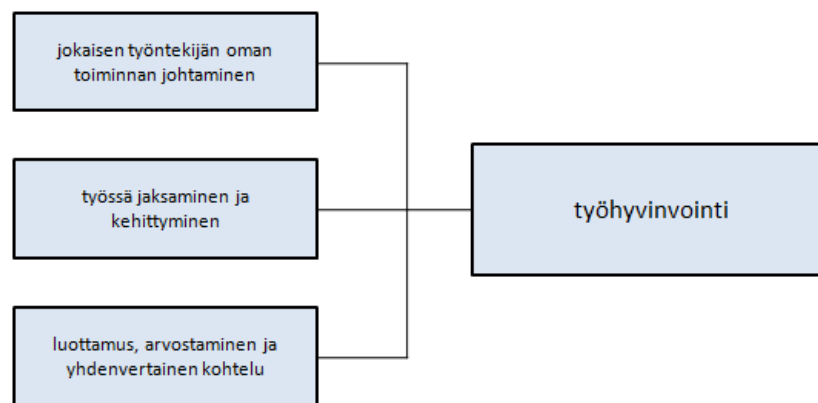 jokaisen työntekijän oman
toiminnan johtaminen
työssä jaksaminen ja
kehittyminen
työhyvinvointi
luottamus, arvostaminen ja
yhdenvertainen kohtelu